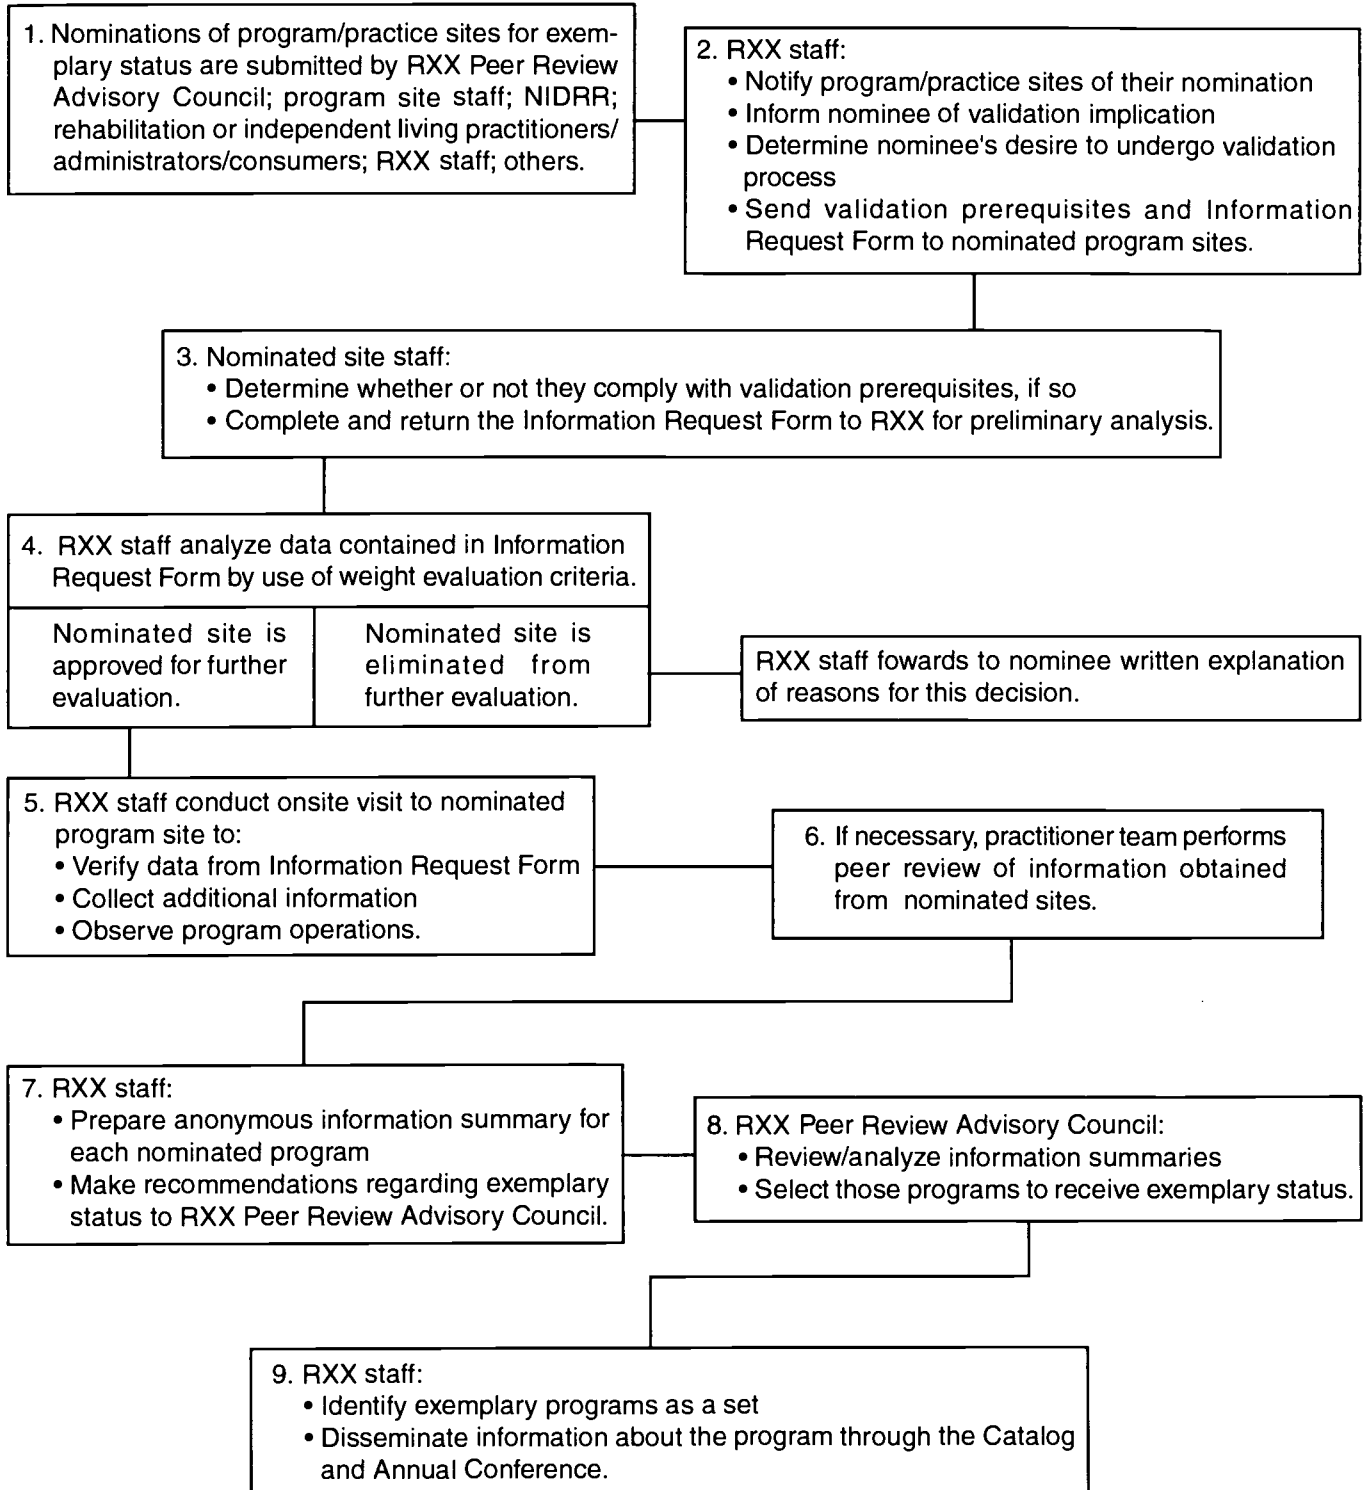 1. Nominations of program/practice sites for exem-
plary status are submitted by RXX Peer Review
Advisory Council; program site staff; NIDRR;
rehabilitation or independent living practitioners/
administrators/consumers; RXX staff; others.
2. RXX staff:
• Notify program/practice sites of their nomination
• Inform nominee of validation implication
• Determine nominee's desire to undergo validation
process
• Send validation prerequisites and Information
Request Form to nominated program sites.
3. Nominated site staff:
• Determine whether or not they comply with validation prerequisites, if so
• Complete and return the Information Request Form to RXX for preliminary analysis.
4. RXX staff analyze data contained in Information
Request Form by use of weight evaluation criteria.
Nominated site is
approved for further
evaluation.
Nominated site is
eliminated from
further evaluation.
RXX staff fowards to nominee written explanation
of reasons for this decision.
5. RXX staff conduct onsite visit to nominated
program site to:
• Verify data from Information Request Form
• Collect additional information
• Observe program operations.
6. If necessary, practitioner team performs
peer review of information obtained
from nominated sites.
7. RXX staff:
• Prepare anonymous information summary for
each nominated program
• Make recommendations regarding exemplary
status to RXX Peer Review Advisory Council.
8. RXX Peer Review Advisory Council:
• Review/analyze information summaries
• Select those programs to receive exemplary status.
9. RXX staff:
• Identify exemplary programs as a set
• Disseminate information about the program through the Catalog
and Annual Conference.